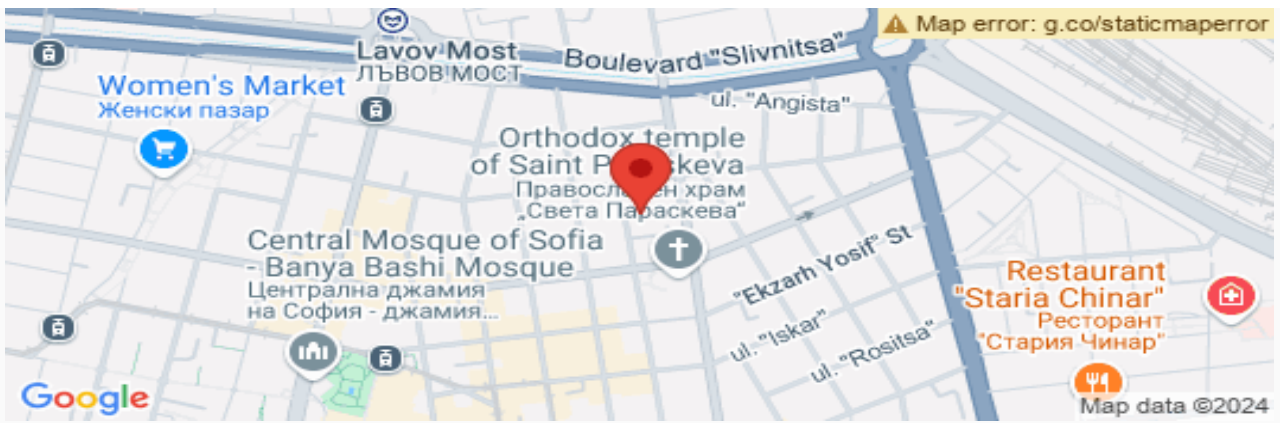 Map error: g.co/staticmaperror
Lavov Most
ЛЪВОВ МОСТ
Boulevard "Slivnitsa"
Women's Market
Женски пазар
ul. "Angista"
Orthodox temple
of Saint P skeva
Православен храм
„Света Параскева“
Central Mosque of Sofia
- Banya Bashi Mosque
Централна джамия
на София - джамия...
"Ekzarh Yosif" St
Restaurant
"Staria Chinar"
Ресторант
"Стария Чинар"
ul. "Iskar"
ul. "Rositsa"
Google
Map data ©2024